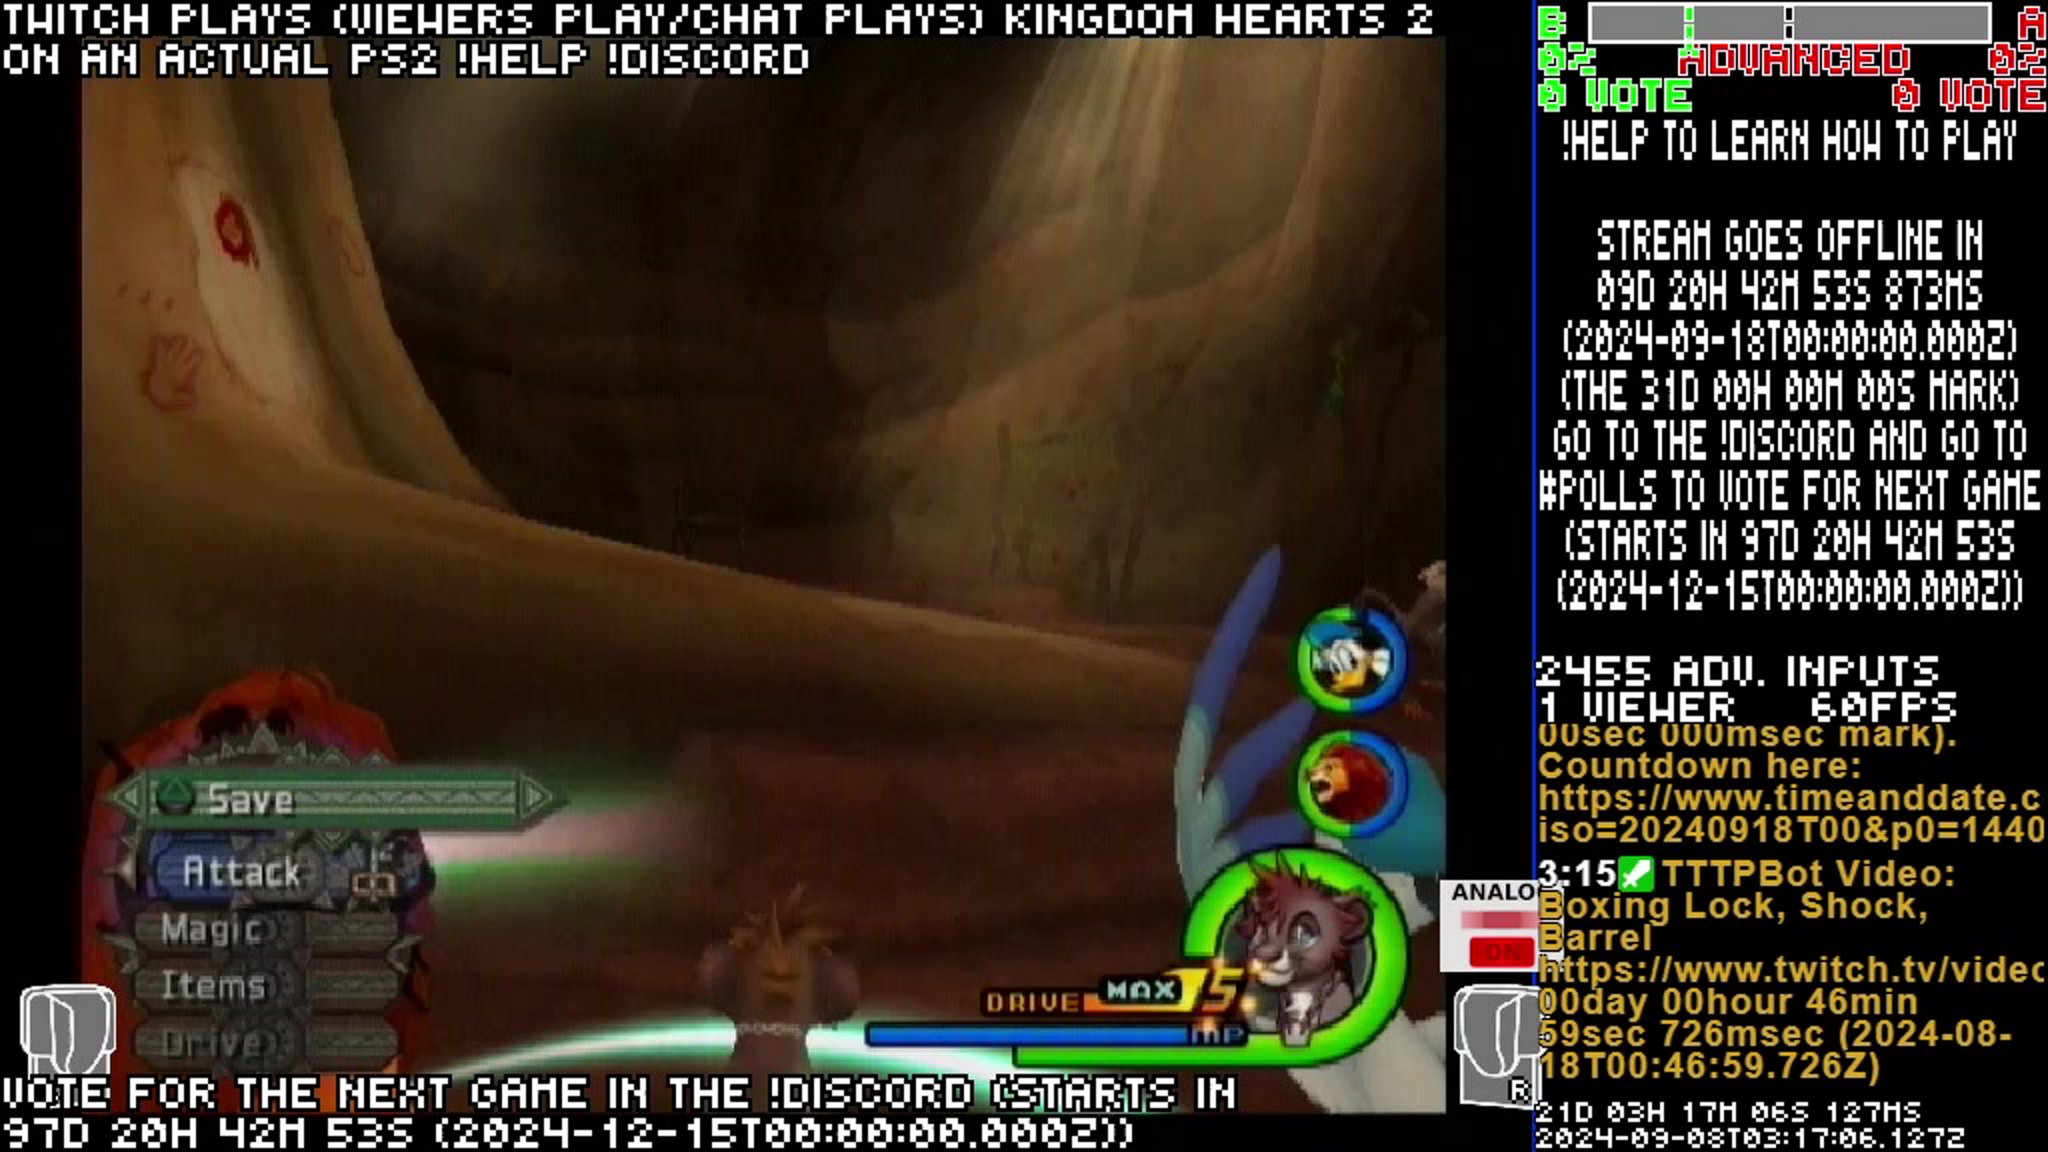 TWITCH PLAYS (VIEWERS PLAY/CHAT PLAYS) KINGDOM HEARTS 2
ON AN ACTUAL PS2 !HELP !DISCORD
B A
0% ADVANCED 0%
0 VOTE 0 VOTE
!HELP TO LEARN HOW TO PLAY
STREAM GOES OFFLINE IN
09D 20H 42M 53S 873MS
(2024-09-18T00:00:00.000Z)
(THE 31D 00H 00M 00S MARK)
GO TO THE !DISCORD AND GO TO
#POLLS TO VOTE FOR NEXT GAME
(STARTS IN 97D 20H 42M 53S
(2024-12-15T00:00:00.000Z))
2455 ADV. INPUTS
1 VIEWER 60FPS
00sec 000msec mark).
Countdown here:
https://www.timeanddate.c
iso=20240918T00&p0=1440
3:15 TTTPBot Video:
Boxing Lock, Shock,
Barrel
https://www.twitch.tv/videc
00day 00hour 46min
59sec 726msec (2024-08-
18T00:46:59.726Z)
21D 03H 17M 06S 127MS
2024-09-08T03:17:06.127Z
Save
Attack
Magic
Items
Drive
DRIVE MAX 5
MP
ANALO
ON
R
VOTE FOR THE NEXT GAME IN THE !DISCORD (STARTS IN
97D 20H 42M 53S (2024-12-15T00:00:00.000Z))